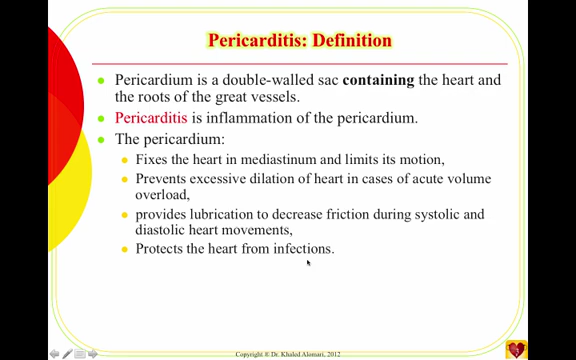 Pericarditis: Definition
Pericardium is a double-walled sac containing the heart and
the roots of the great vessels.
Pericarditis is inflammation of the pericardium.
The pericardium:
Fixes the heart in mediastinum and limits its motion,
Prevents excessive dilation of heart in cases of acute volume
overload,
provides lubrication to decrease friction during systolic and
diastolic heart movements,
Protects the heart from infections.
Copyright ® Dr. Khaled Alomari, 2012